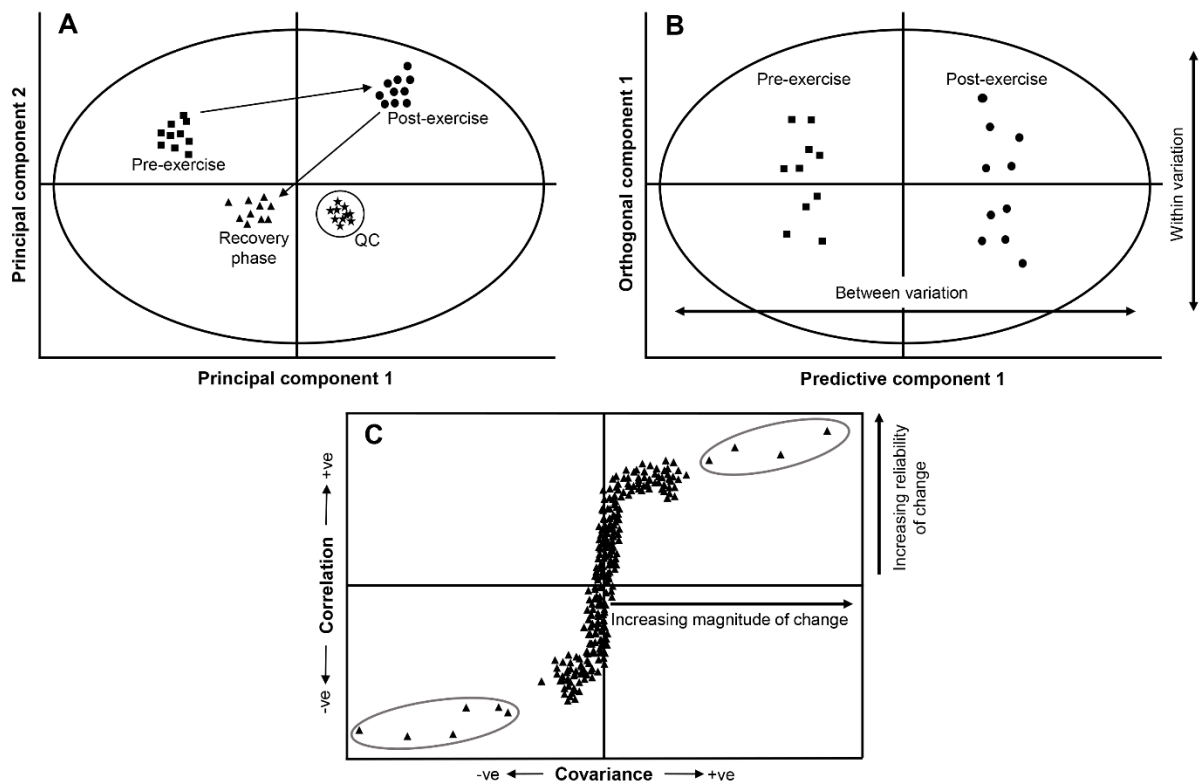 A
Principal component 2
Pre-exercise
Post-exercise
Recovery
phase
QC
Principal component 1
B
Orthogonal component 1
Pre-exercise
Post-exercise
Between variation
Within variation
Predictive component 1
C
-ve ← Correlation → +ve
Increasing magnitude of change
Increasing reliability
of change
-ve ← Covariance → +ve